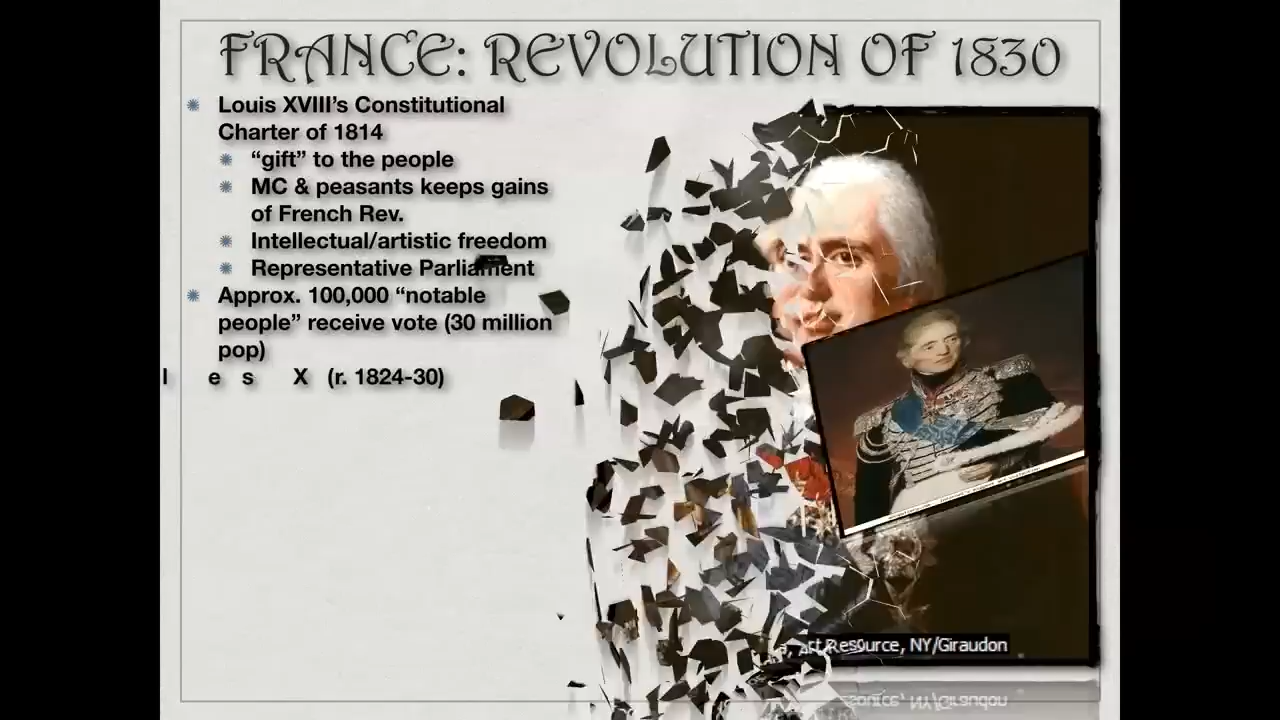 FRANCE: REVOLUTION OF 1830
Louis XVIII's Constitutional
Charter of 1814
"gift" to the people
MC & peasants keeps gains
of French Rev.
Intellectual/artistic freedom
Representative Parliament
Approx. 100,000 "notable
people" receive vote (30 million
pop)
l e s X (r. 1824-30)
Art Resource, NY/Giraudon